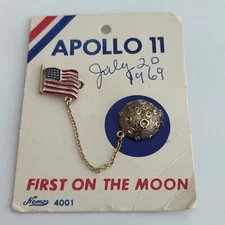 APOLLO 11
July 20
1969
FIRST ON THE MOON
4001